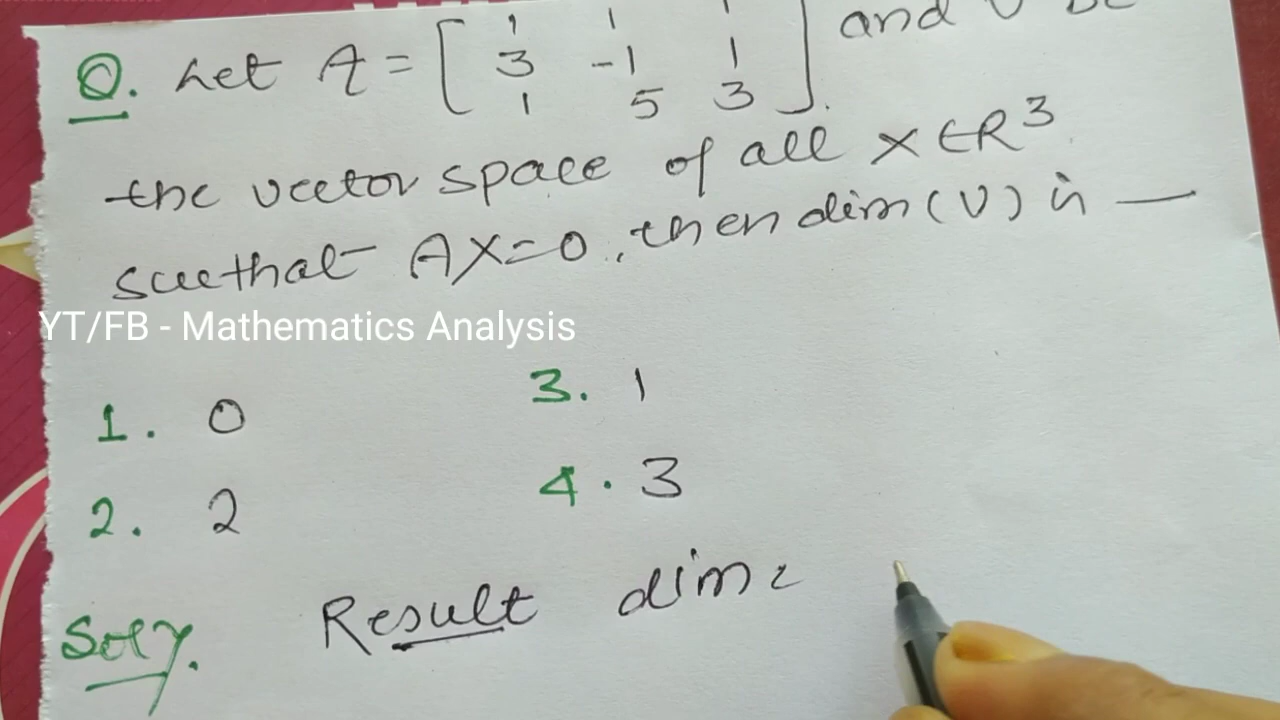 Q. Let A = [ 1 1 1
3 -1 1
1 5 3 ]. and V be
the vector space of all X ∈ R³
such that AX=0, then dim(V) is —
YT/FB - Mathematics Analysis
1. 0
3. 1
2. 2
4. 3
Soln. Result dim =